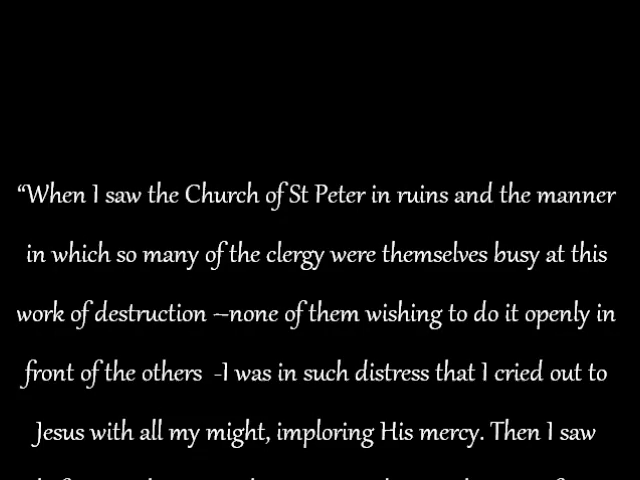 “When I saw the Church of St Peter in ruins and the manner
in which so many of the clergy were themselves busy at this
work of destruction –none of them wishing to do it openly in
front of the others  -I was in such distress that I cried out to
Jesus with all my might, imploring His mercy. Then I saw